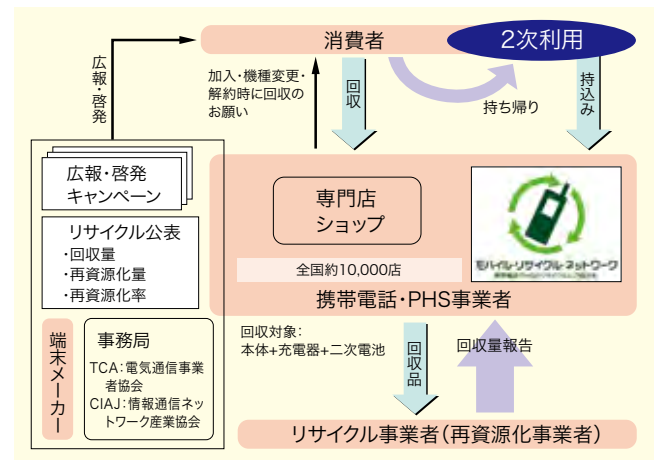 消費者
2次利用
広報・啓発
加入・機種変更・
解約時に回収の
お願い
回収
持ち帰り
持込み
広報・啓発
キャンペーン
リサイクル公表
・回収量
・再資源化量
・再資源化率
専門店
ショップ
モバイル・リサイクル・ネットワーク
全国約10,000店
携帯電話・PHS事業者
端末メーカー
事務局
TCA:電気通信事業
者協会
CIAJ:情報通信ネッ
トワーク産業協会
回収対象:
本体+充電器+二次電池
回収品
回収量報告
リサイクル事業者(再資源化事業者)